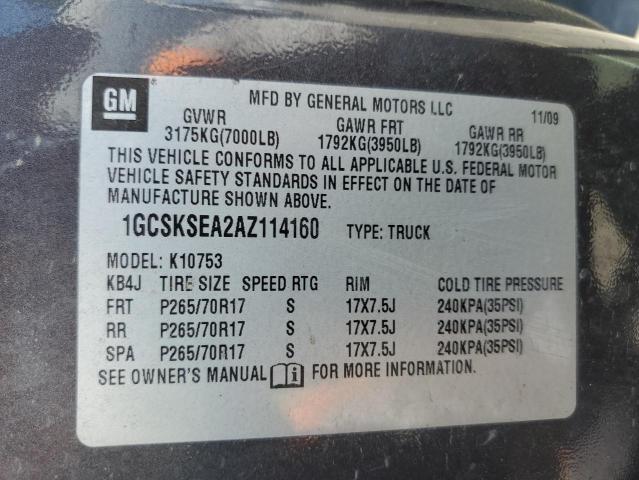 GM
MFD BY GENERAL MOTORS LLC 11/09
GVWR GAWR FRT GAWR RR
3175KG(7000LB) 1792KG(3950LB) 1792KG(3950LB)
THIS VEHICLE CONFORMS TO ALL APPLICABLE U.S. FEDERAL MOTOR
VEHICLE SAFETY STANDARDS IN EFFECT ON THE DATE OF
MANUFACTURE SHOWN ABOVE.
1GCSKSEA2AZ114160 TYPE: TRUCK
MODEL: K10753
KB4J TIRE SIZE SPEED RTG RIM COLD TIRE PRESSURE
FRT P265/70R17 S 17X7.5J 240KPA(35PSI)
RR P265/70R17 S 17X7.5J 240KPA(35PSI)
SPA P265/70R17 S 17X7.5J 240KPA(35PSI)
SEE OWNER'S MANUAL i FOR MORE INFORMATION.